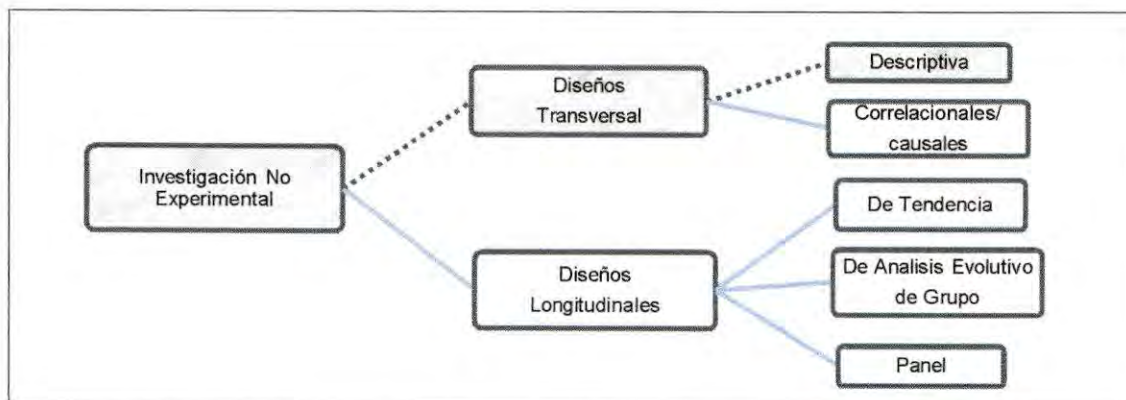 Investigación No
Experimental
Diseños
Transversal
Descriptiva
Correlacionales/
causales
Diseños
Longitudinales
De Tendencia
De Analisis Evolutivo
de Grupo
Panel